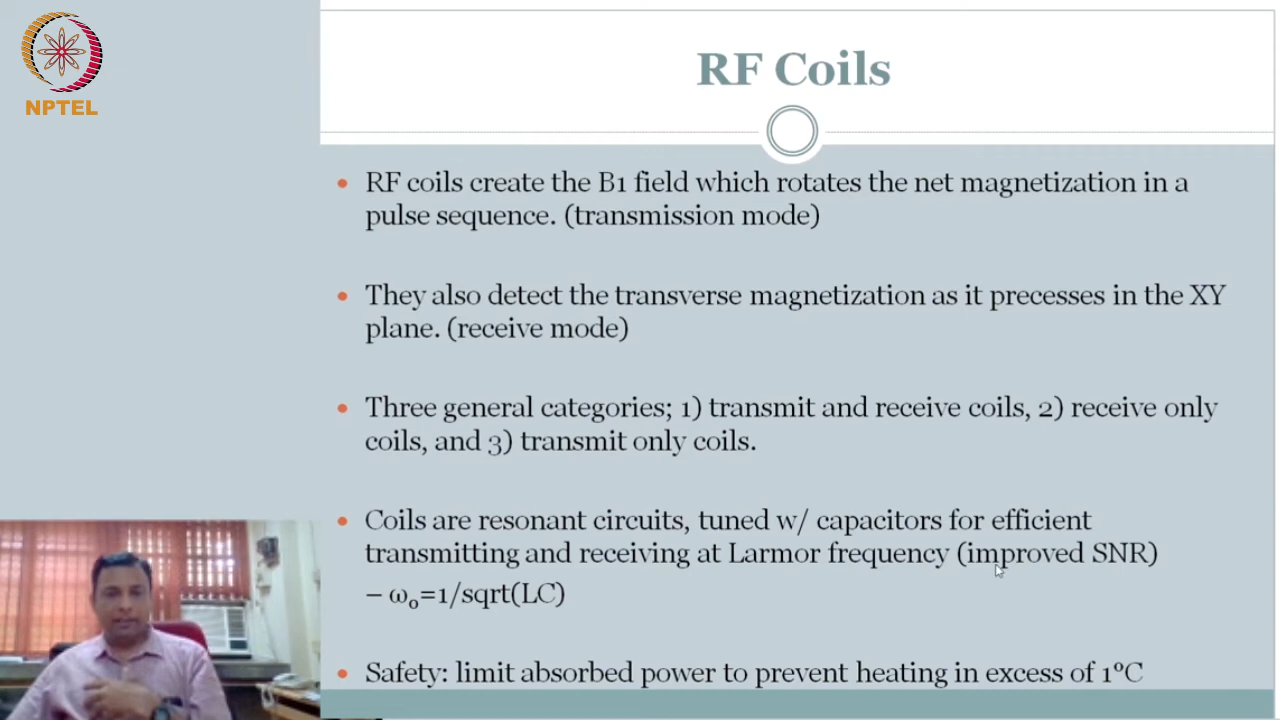 NPTEL
RF Coils
• RF coils create the B1 field which rotates the net magnetization in a
pulse sequence. (transmission mode)
• They also detect the transverse magnetization as it precesses in the XY
plane. (receive mode)
• Three general categories; 1) transmit and receive coils, 2) receive only
coils, and 3) transmit only coils.
• Coils are resonant circuits, tuned w/ capacitors for efficient
transmitting and receiving at Larmor frequency (improved SNR)
– ω₀=1/sqrt(LC)
• Safety: limit absorbed power to prevent heating in excess of 1°C